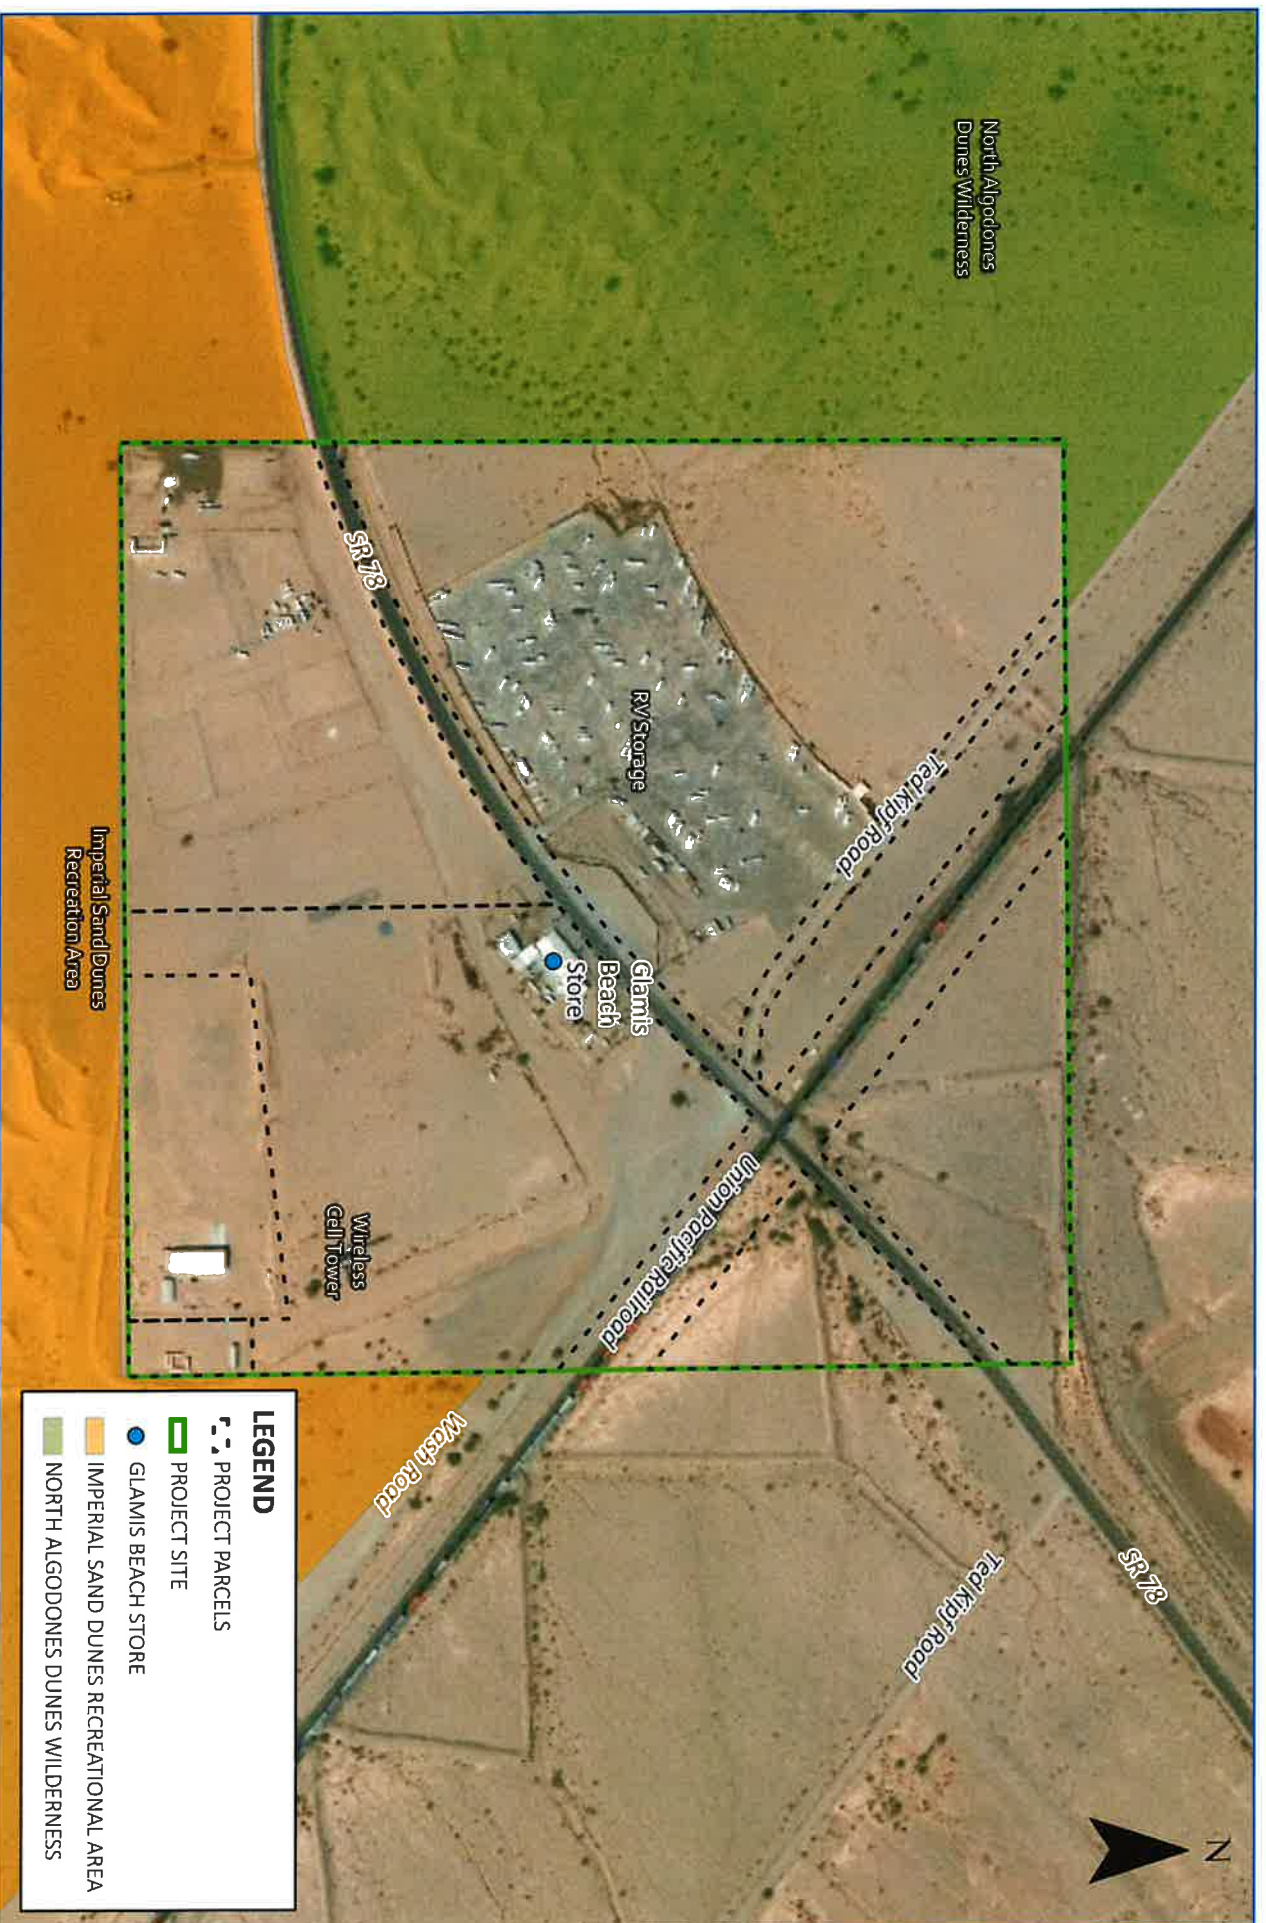 North Algodones
Dunes Wilderness
SR 78
RV Storage
Ted Kipf Road
Glamis
Beach
Store
Union Pacific Railroad
Wireless
Cell Tower
Imperial Sand Dunes
Recreation Area
Wash Road
Ted Kipf Road
SR 78
N
LEGEND
PROJECT PARCELS
PROJECT SITE
GLAMIS BEACH STORE
IMPERIAL SAND DUNES RECREATIONAL AREA
NORTH ALGODONES DUNES WILDERNESS